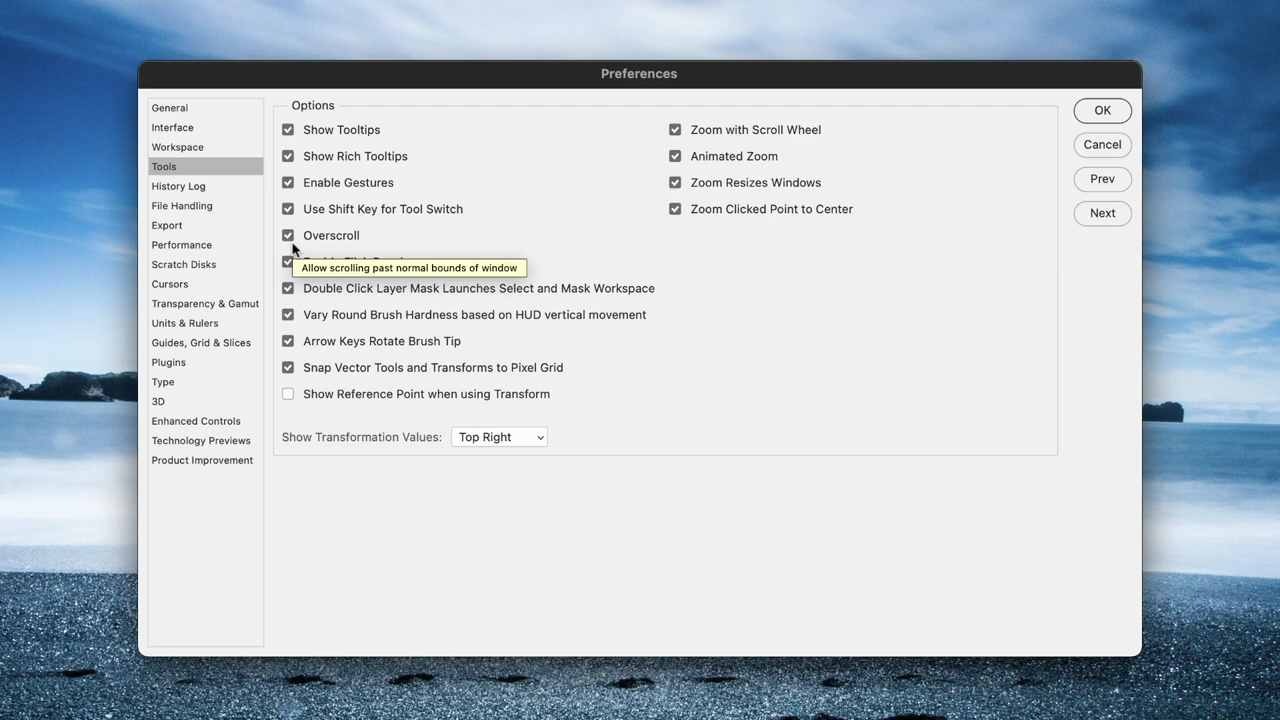 Preferences
General
Interface
Workspace
Tools
History Log
File Handling
Export
Performance
Scratch Disks
Cursors
Transparency & Gamut
Units & Rulers
Guides, Grid & Slices
Plugins
Type
3D
Enhanced Controls
Technology Previews
Product Improvement
Options
Show Tooltips
Show Rich Tooltips
Enable Gestures
Use Shift Key for Tool Switch
Overscroll
Allow scrolling past normal bounds of window
Double Click Layer Mask Launches Select and Mask Workspace
Vary Round Brush Hardness based on HUD vertical movement
Arrow Keys Rotate Brush Tip
Snap Vector Tools and Transforms to Pixel Grid
Show Reference Point when using Transform
Show Transformation Values: Top Right
Zoom with Scroll Wheel
Animated Zoom
Zoom Resizes Windows
Zoom Clicked Point to Center
OK
Cancel
Prev
Next